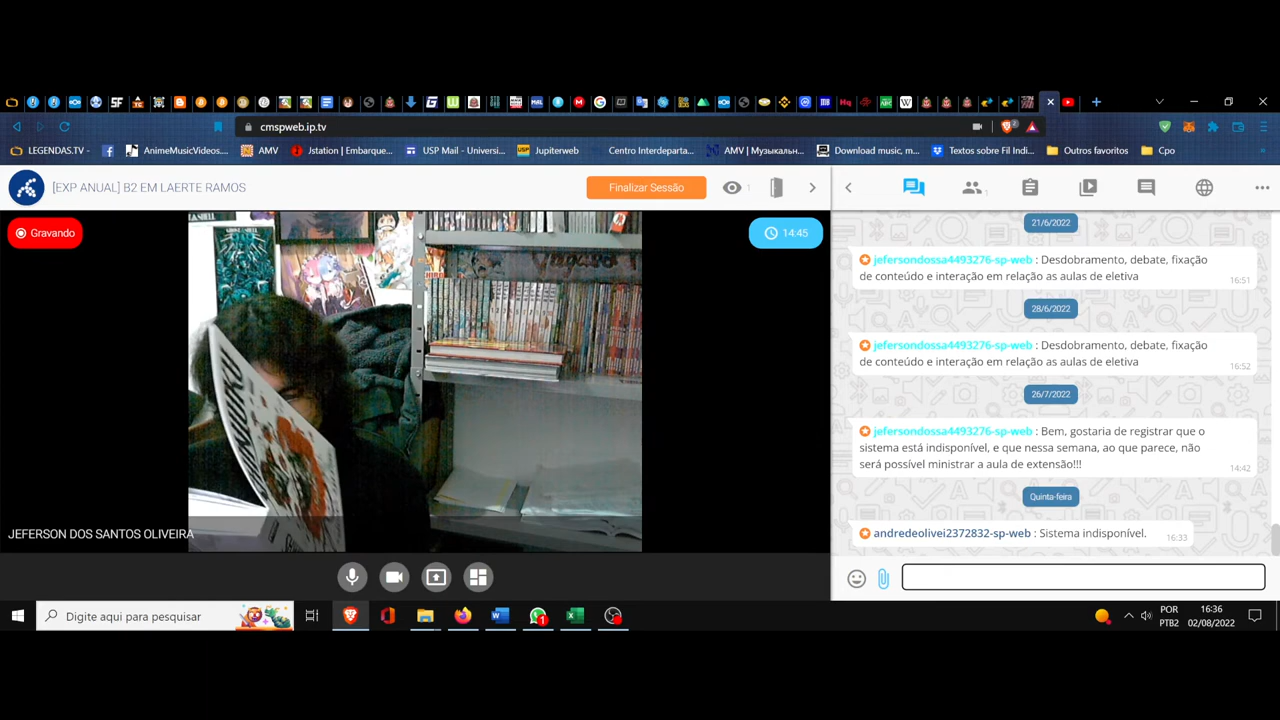 cmspweb.ip.tv
2
LEGENDAS.TV -
AnimeMusicVideos...
AMV
Jstation | Embarque...
USP Mail - Universi...
Jupiterweb
Centro Interdeparta...
AMV | Музыкальн...
Download music, m...
Textos sobre Fil Indi...
Outros favoritos
Cpo
[EXP ANUAL] B2 EM LAERTE RAMOS
Finalizar Sessão
1
1
Gravando
14:45
JEFERSON DOS SANTOS OLIVEIRA
21/6/2022
jefersondossa4493276-sp-web : Desdobramento, debate, fixação
de conteúdo e interação em relação as aulas de eletiva
16:51
28/6/2022
jefersondossa4493276-sp-web : Desdobramento, debate, fixação
de conteúdo e interação em relação as aulas de eletiva
16:52
26/7/2022
jefersondossa4493276-sp-web : Bem, gostaria de registrar que o
sistema está indisponível, e que nessa semana, ao que parece, não
será possível ministrar a aula de extensão!!!
14:42
Quinta-feira
andredeolivei2372832-sp-web : Sistema indisponível.
16:33
Digite aqui para pesquisar
1
POR
PTB2
16:36
02/08/2022